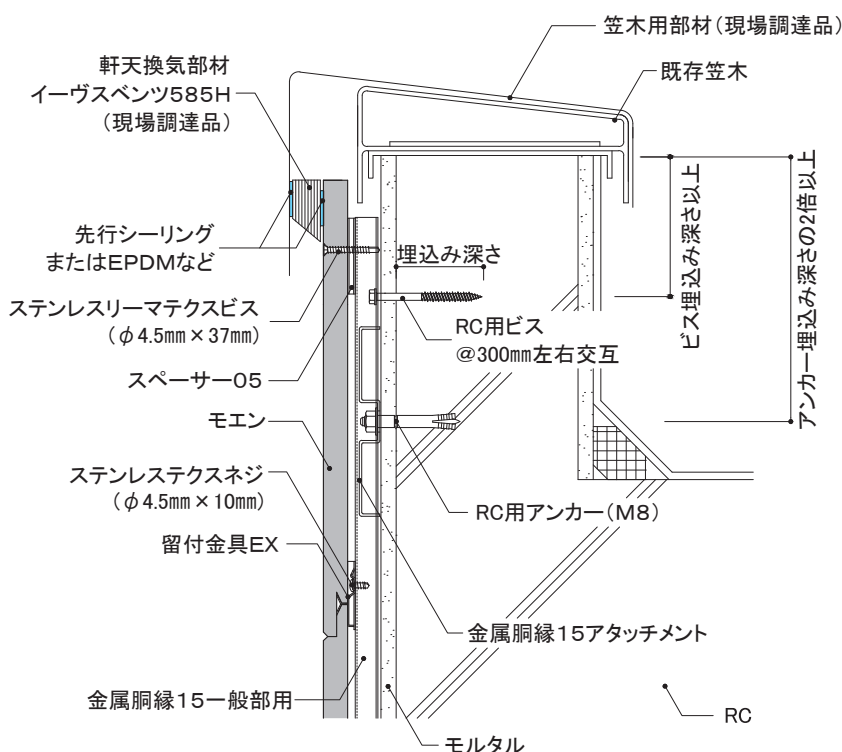 笠木用部材(現場調達品)
既存笠木
軒天換気部材
イーヴスベンツ585H
(現場調達品)
先行シーリング
またはEPDMなど
埋込み深さ
ビス埋込み深さ以上
アンカー埋込み深さの2倍以上
ステンレスリーマテクスビス
(φ4.5mm×37mm)
RC用ビス
@300mm左右交互
スペーサー05
モエン
ステンレステクスネジ
(φ4.5mm×10mm)
RC用アンカー(M8)
留付金具EX
金属胴縁15アタッチメント
金属胴縁15一般部用
RC
モルタル